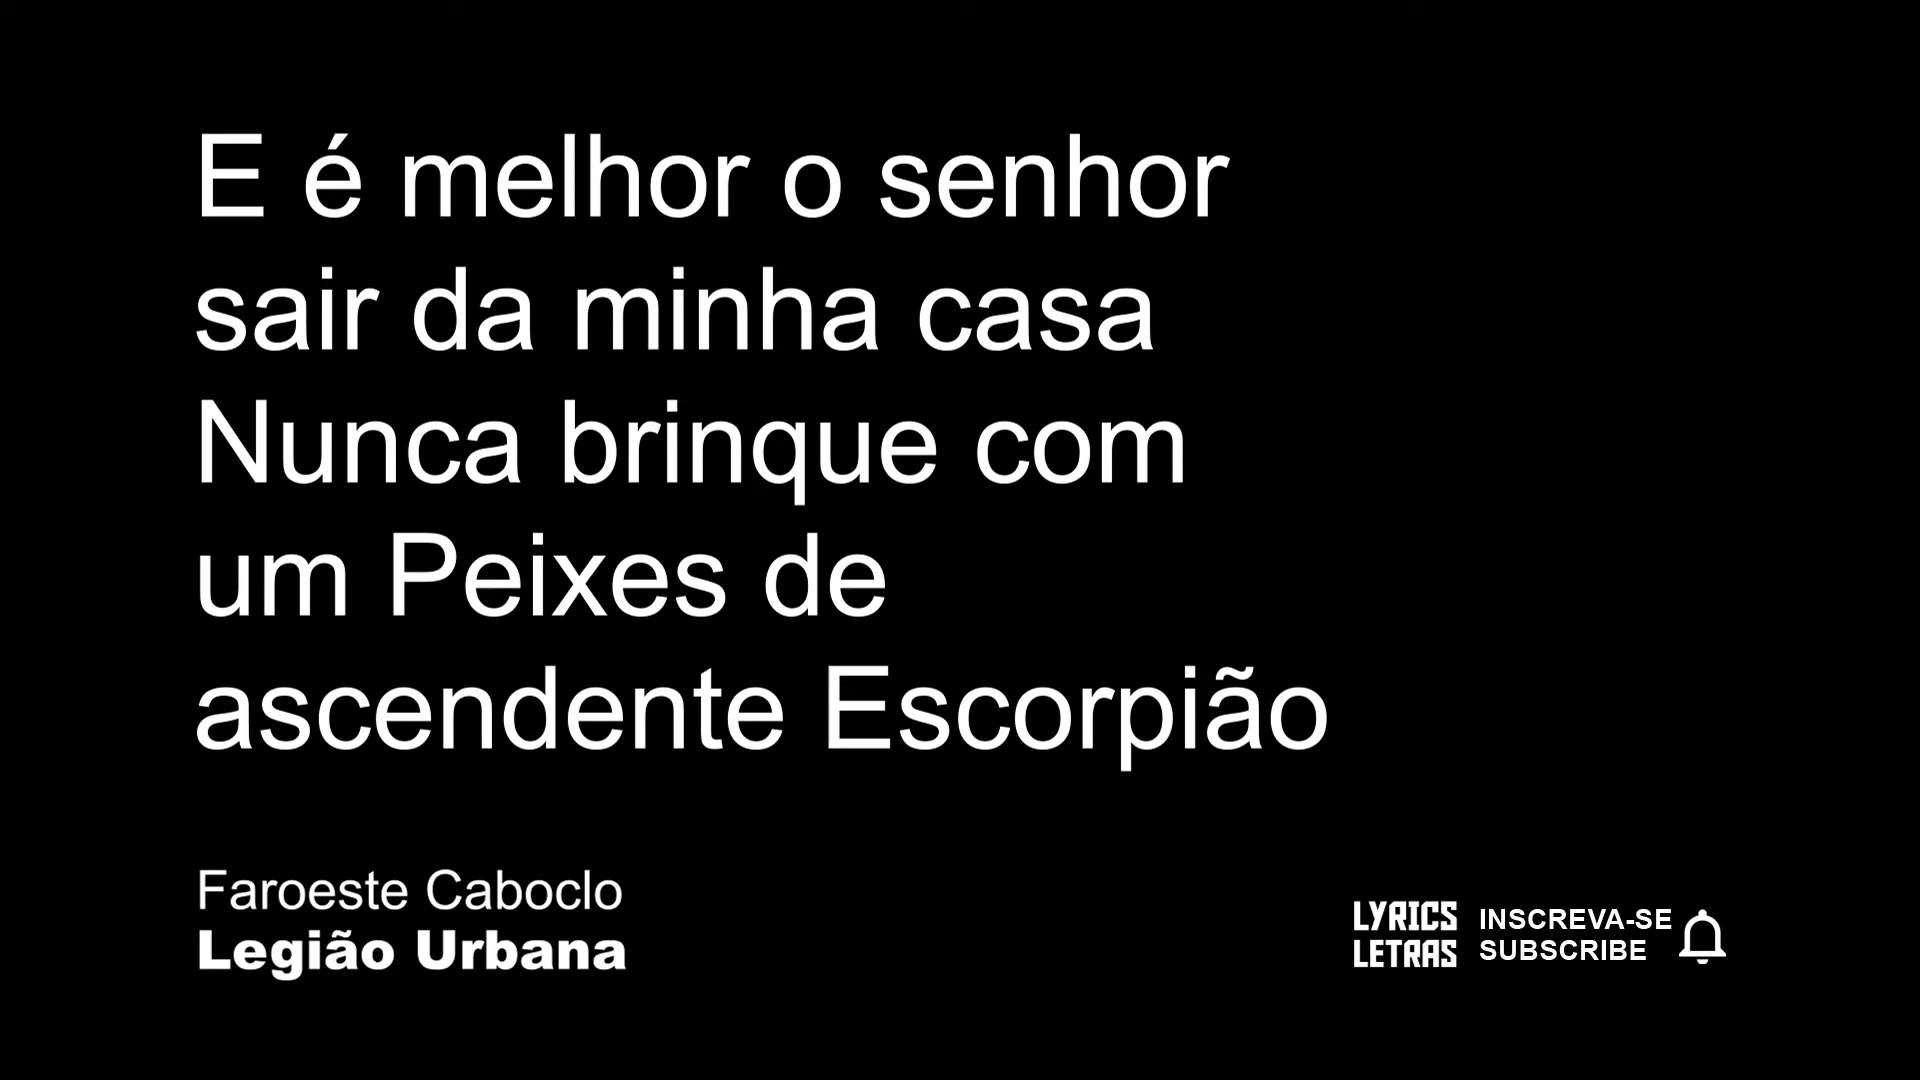 E é melhor o senhor
sair da minha casa
Nunca brinque com
um Peixes de
ascendente Escorpião
Faroeste Caboclo
Legião Urbana
LYRICS
LETRAS
INSCREVA-SE
SUBSCRIBE